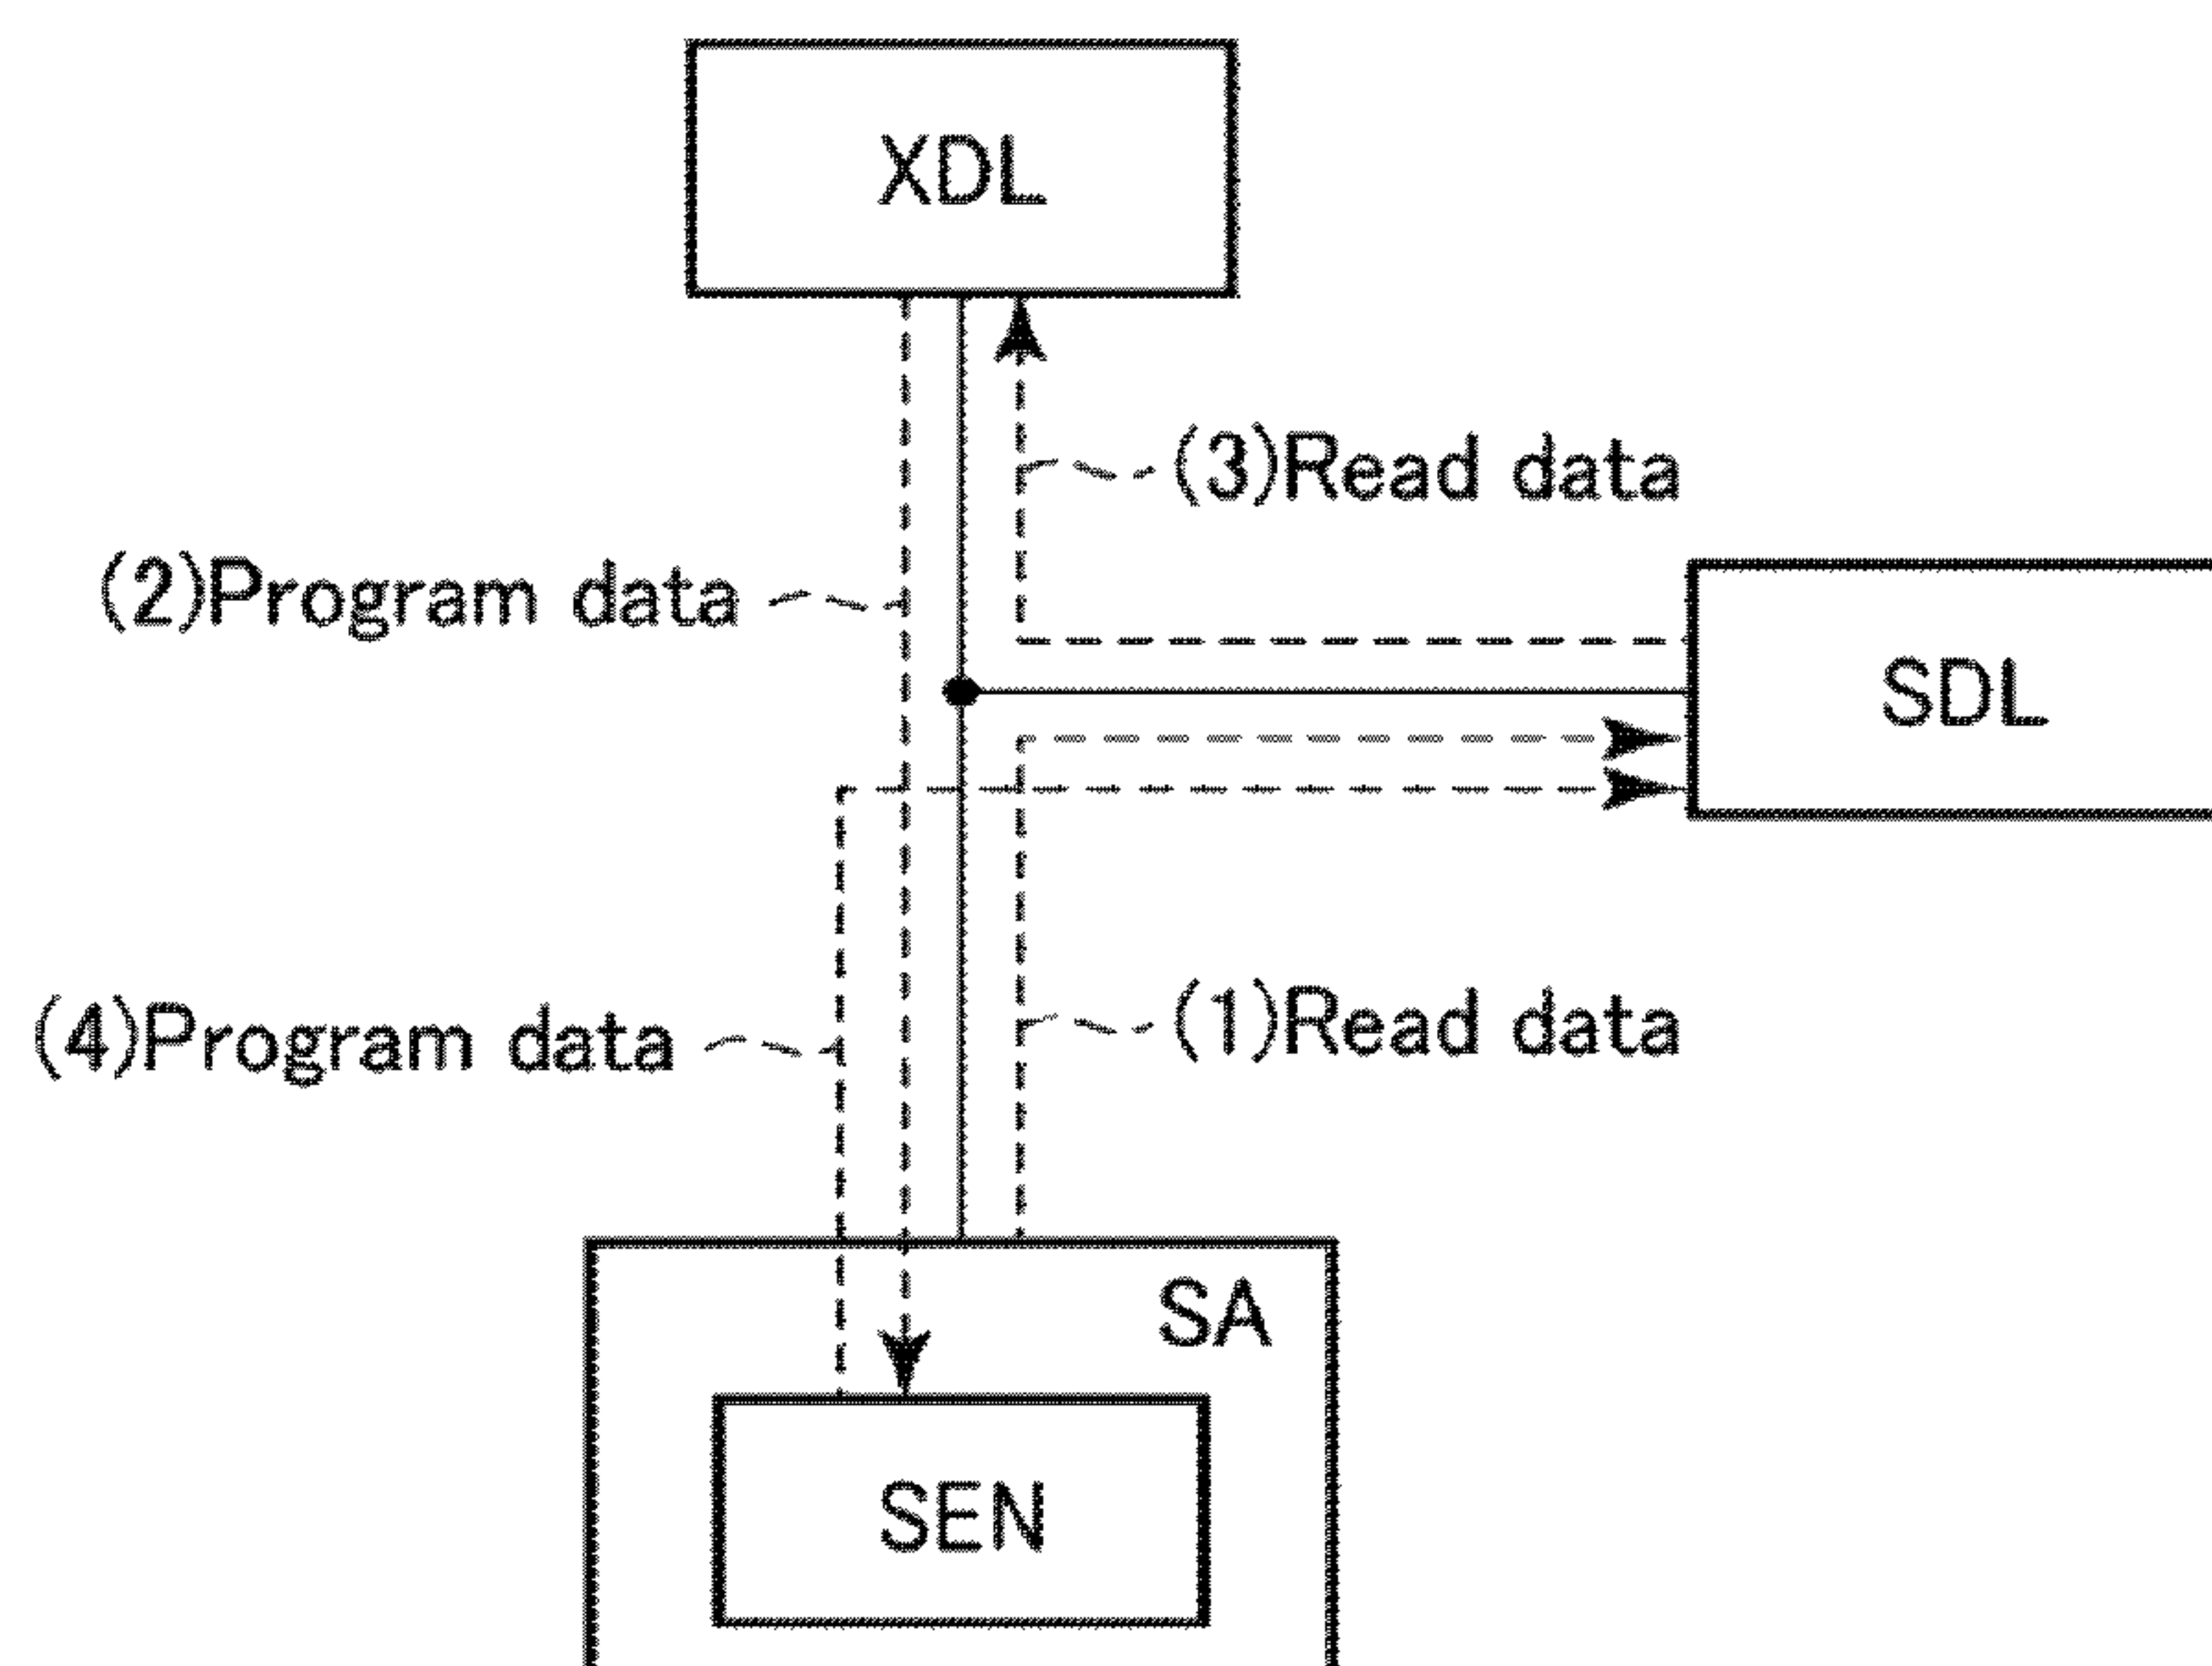 XDL
(3)Read data
(2)Program data
SDL
(4)Program data
(1)Read data
SA
SEN